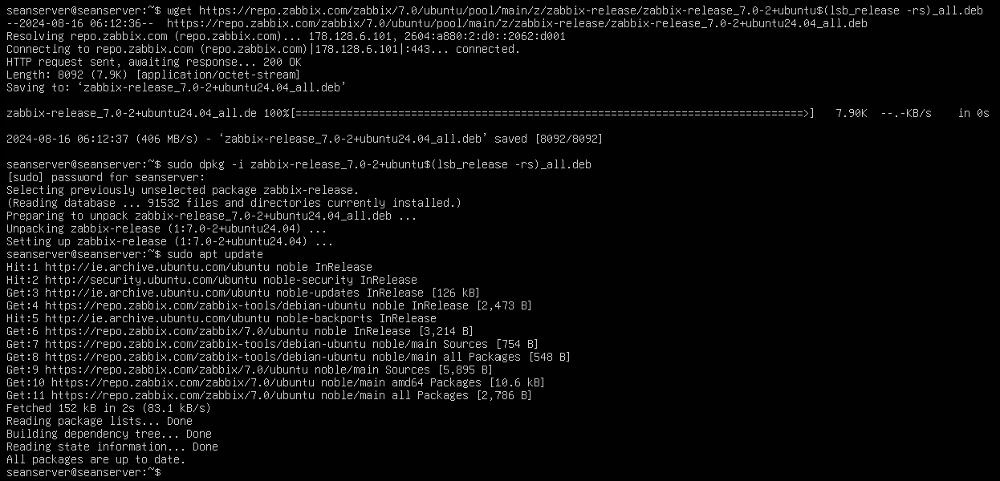 seanserver@seanserver:~$ wget https://repo.zabbix.com/zabbix/7.0/ubuntu/pool/main/z/zabbix-release/zabbix-release_7.0-2+ubuntu$(lsb_release -rs)_all.deb
--2024-08-16 06:12:36--  https://repo.zabbix.com/zabbix/7.0/ubuntu/pool/main/z/zabbix-release/zabbix-release_7.0-2+ubuntu24.04_all.deb
Resolving repo.zabbix.com (repo.zabbix.com)... 178.128.6.101, 2604:a880:2:d0::2062:d001
Connecting to repo.zabbix.com (repo.zabbix.com)|178.128.6.101|:443... connected.
HTTP request sent, awaiting response... 200 OK
Length: 8092 (7.9K) [application/octet-stream]
Saving to: ‘zabbix-release_7.0-2+ubuntu24.04_all.deb’
zabbix-release_7.0-2+ubuntu24.04_all.de 100%[===============================================================================>]   7.90K  --.-KB/s    in 0s
2024-08-16 06:12:37 (406 MB/s) - ‘zabbix-release_7.0-2+ubuntu24.04_all.deb’ saved [8092/8092]
seanserver@seanserver:~$ sudo dpkg -i zabbix-release_7.0-2+ubuntu$(lsb_release -rs)_all.deb
[sudo] password for seanserver:
Selecting previously unselected package zabbix-release.
(Reading database ... 91532 files and directories currently installed.)
Preparing to unpack zabbix-release_7.0-2+ubuntu24.04_all.deb ...
Unpacking zabbix-release (1:7.0-2+ubuntu24.04) ...
Setting up zabbix-release (1:7.0-2+ubuntu24.04) ...
seanserver@seanserver:~$ sudo apt update
Hit:1 http://ie.archive.ubuntu.com/ubuntu noble InRelease
Hit:2 http://security.ubuntu.com/ubuntu noble-security InRelease
Get:3 http://ie.archive.ubuntu.com/ubuntu noble-updates InRelease [126 kB]
Get:4 https://repo.zabbix.com/zabbix-tools/debian-ubuntu noble InRelease [2,473 B]
Hit:5 http://ie.archive.ubuntu.com/ubuntu noble-backports InRelease
Get:6 https://repo.zabbix.com/zabbix/7.0/ubuntu noble InRelease [3,214 B]
Get:7 https://repo.zabbix.com/zabbix-tools/debian-ubuntu noble/main Sources [754 B]
Get:8 https://repo.zabbix.com/zabbix-tools/debian-ubuntu noble/main all Packages [548 B]
Get:9 https://repo.zabbix.com/zabbix/7.0/ubuntu noble/main Sources [5,895 B]
Get:10 https://repo.zabbix.com/zabbix/7.0/ubuntu noble/main amd64 Packages [10.6 kB]
Get:11 https://repo.zabbix.com/zabbix/7.0/ubuntu noble/main all Packages [2,786 B]
Fetched 152 kB in 2s (83.1 kB/s)
Reading package lists... Done
Building dependency tree... Done
Reading state information... Done
All packages are up to date.
seanserver@seanserver:~$